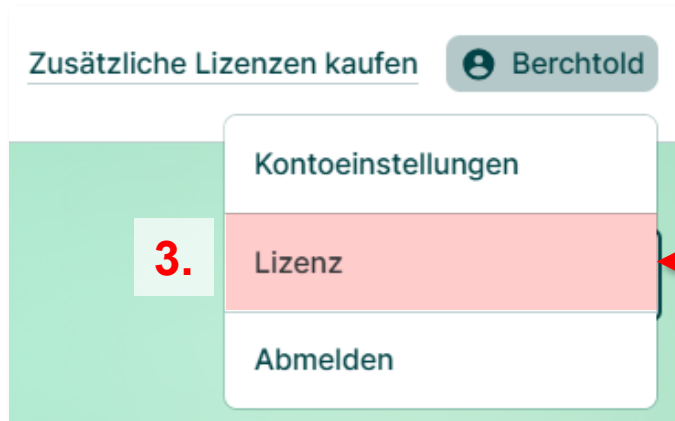 Zusätzliche Lizenzen kaufen Berchtold
Kontoeinstellungen
3. Lizenz
Abmelden